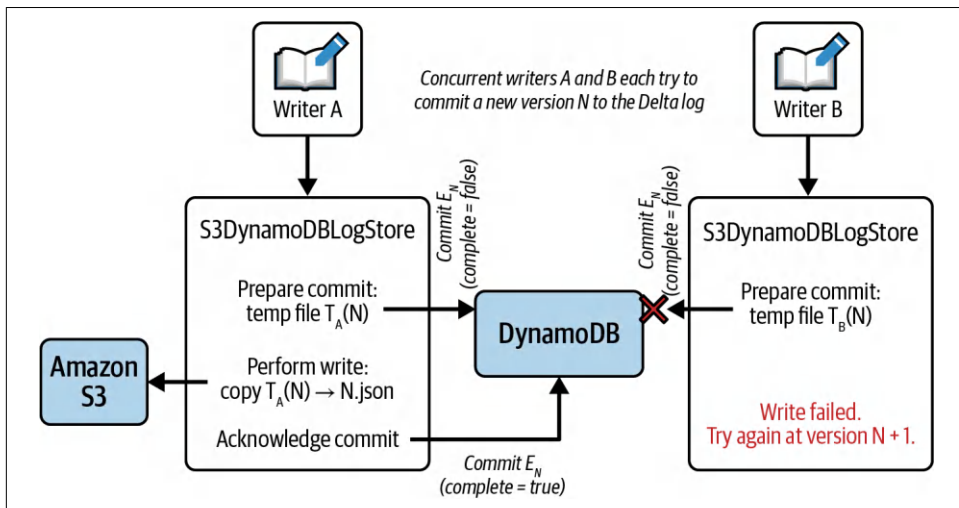 Writer A
Concurrent writers A and B each try to
commit a new version N to the Delta log
Writer B
S3DynamoDBLogStore
Prepare commit:
temp file T_A(N)
Perform write:
copy T_A(N) → N.json
Acknowledge commit
Commit E_N
(complete = false)
Commit E_N
(complete = false)
DynamoDB
Amazon
S3
Commit E_N
(complete = true)
S3DynamoDBLogStore
Prepare commit:
temp file T_B(N)
Write failed.
Try again at version N + 1.